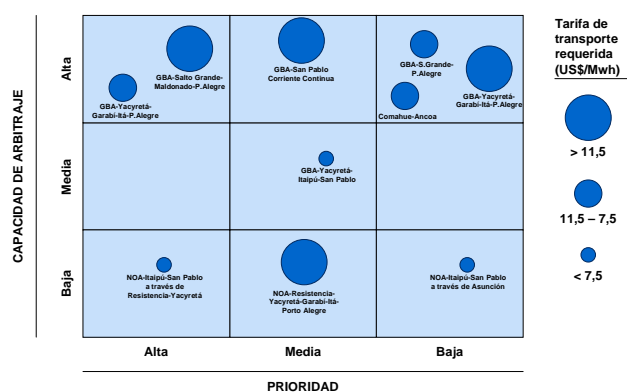 CAPACIDAD DE ARBITRAJE
Alta
Media
Baja
GBA-Salto Grande-
Maldonado-P.Alegre
GBA-Yacyretá-
Garabí-Itá-P.Alegre
GBA-San Pablo
Corriente Contínua
GBA-S.Grande-
P.Alegre
Comahue-Ancoa
GBA-Yacyretá-
Garabí-Itá-P.Alegre
GBA-Yacyretá-
Itaipú-San Pablo
NOA-Itaipú-San Pablo
a través de
Resistencia-Yacyretá
NOA-Resistencia-
Yacyretá-Garabí-Itá-
Porto Alegre
NOA-Itaipú-San Pablo
a través de Asunción
Alta
Media
Baja
PRIORIDAD
Tarifa de
transporte
requerida
(US$/Mwh)
> 11,5
11,5 – 7,5
< 7,5